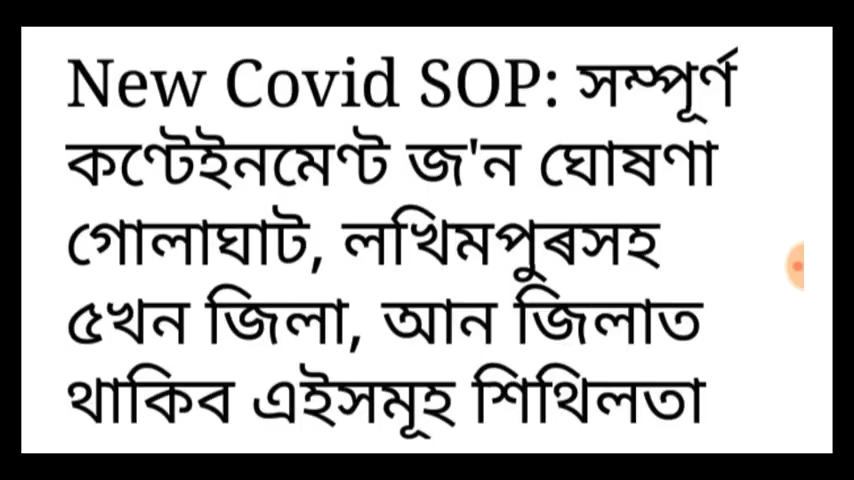 New Covid SOP: সম্পূৰ্ণ
কণ্টেইনমেণ্ট জ'ন ঘোষণা
গোলাঘাট, লখিমপুৰসহ
৫খন জিলা, আন জিলাত
থাকিব এইসমূহ শিথিলতা